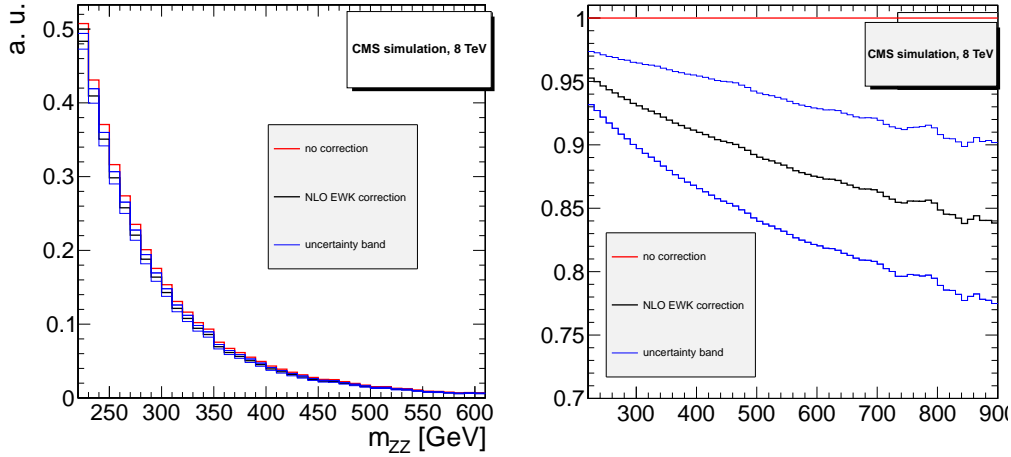 a. u.
CMS simulation, 8 TeV
no correction
NLO EWK correction
uncertainty band
0.5
0.4
0.3
0.2
0.1
0
250
300
350
400
450
500
550
600
m_ZZ [GeV]
CMS simulation, 8 TeV
no correction
NLO EWK correction
uncertainty band
1
0.95
0.9
0.85
0.8
0.75
0.7
300
400
500
600
700
800
900